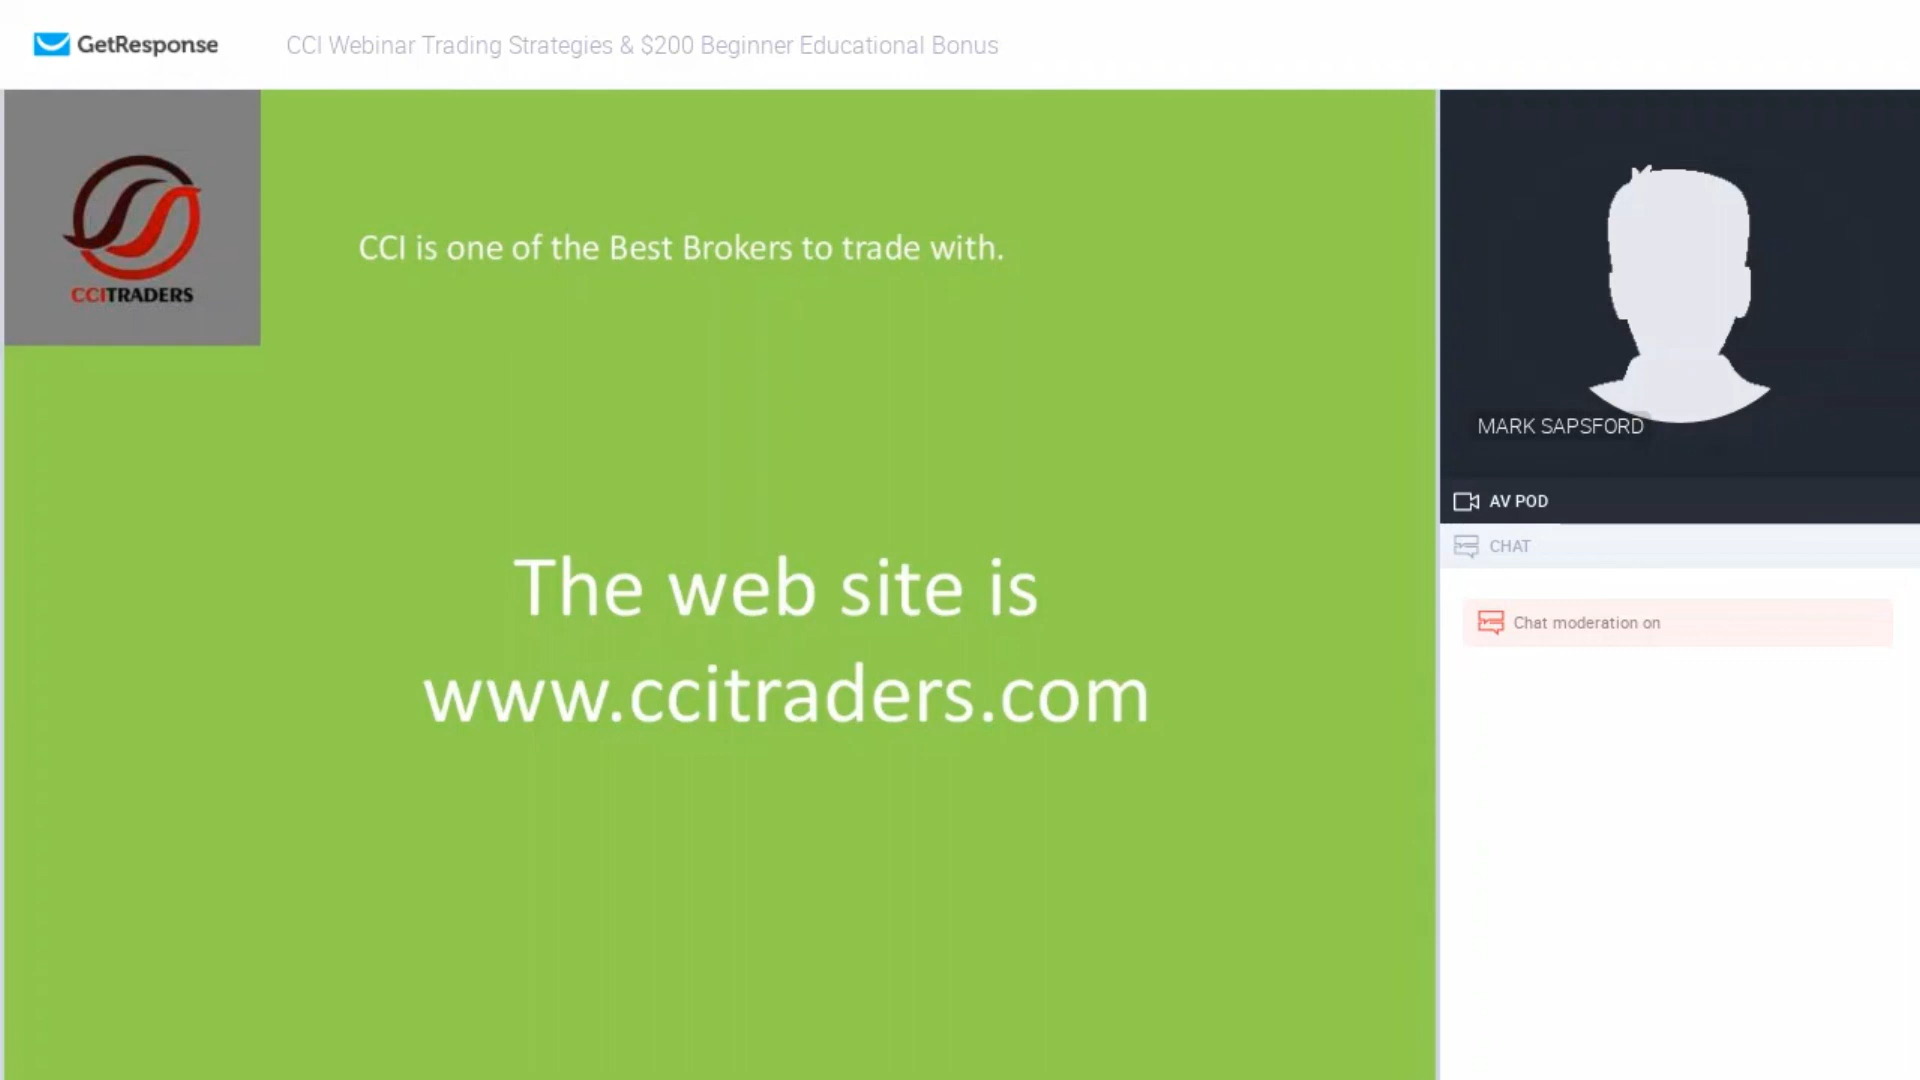 GetResponse
CCI Webinar Trading Strategies & $200 Beginner Educational Bonus
CCITRADERS
CCI is one of the Best Brokers to trade with.
The web site is
www.ccitraders.com
MARK SAPSFORD
AV POD
CHAT
Chat moderation on